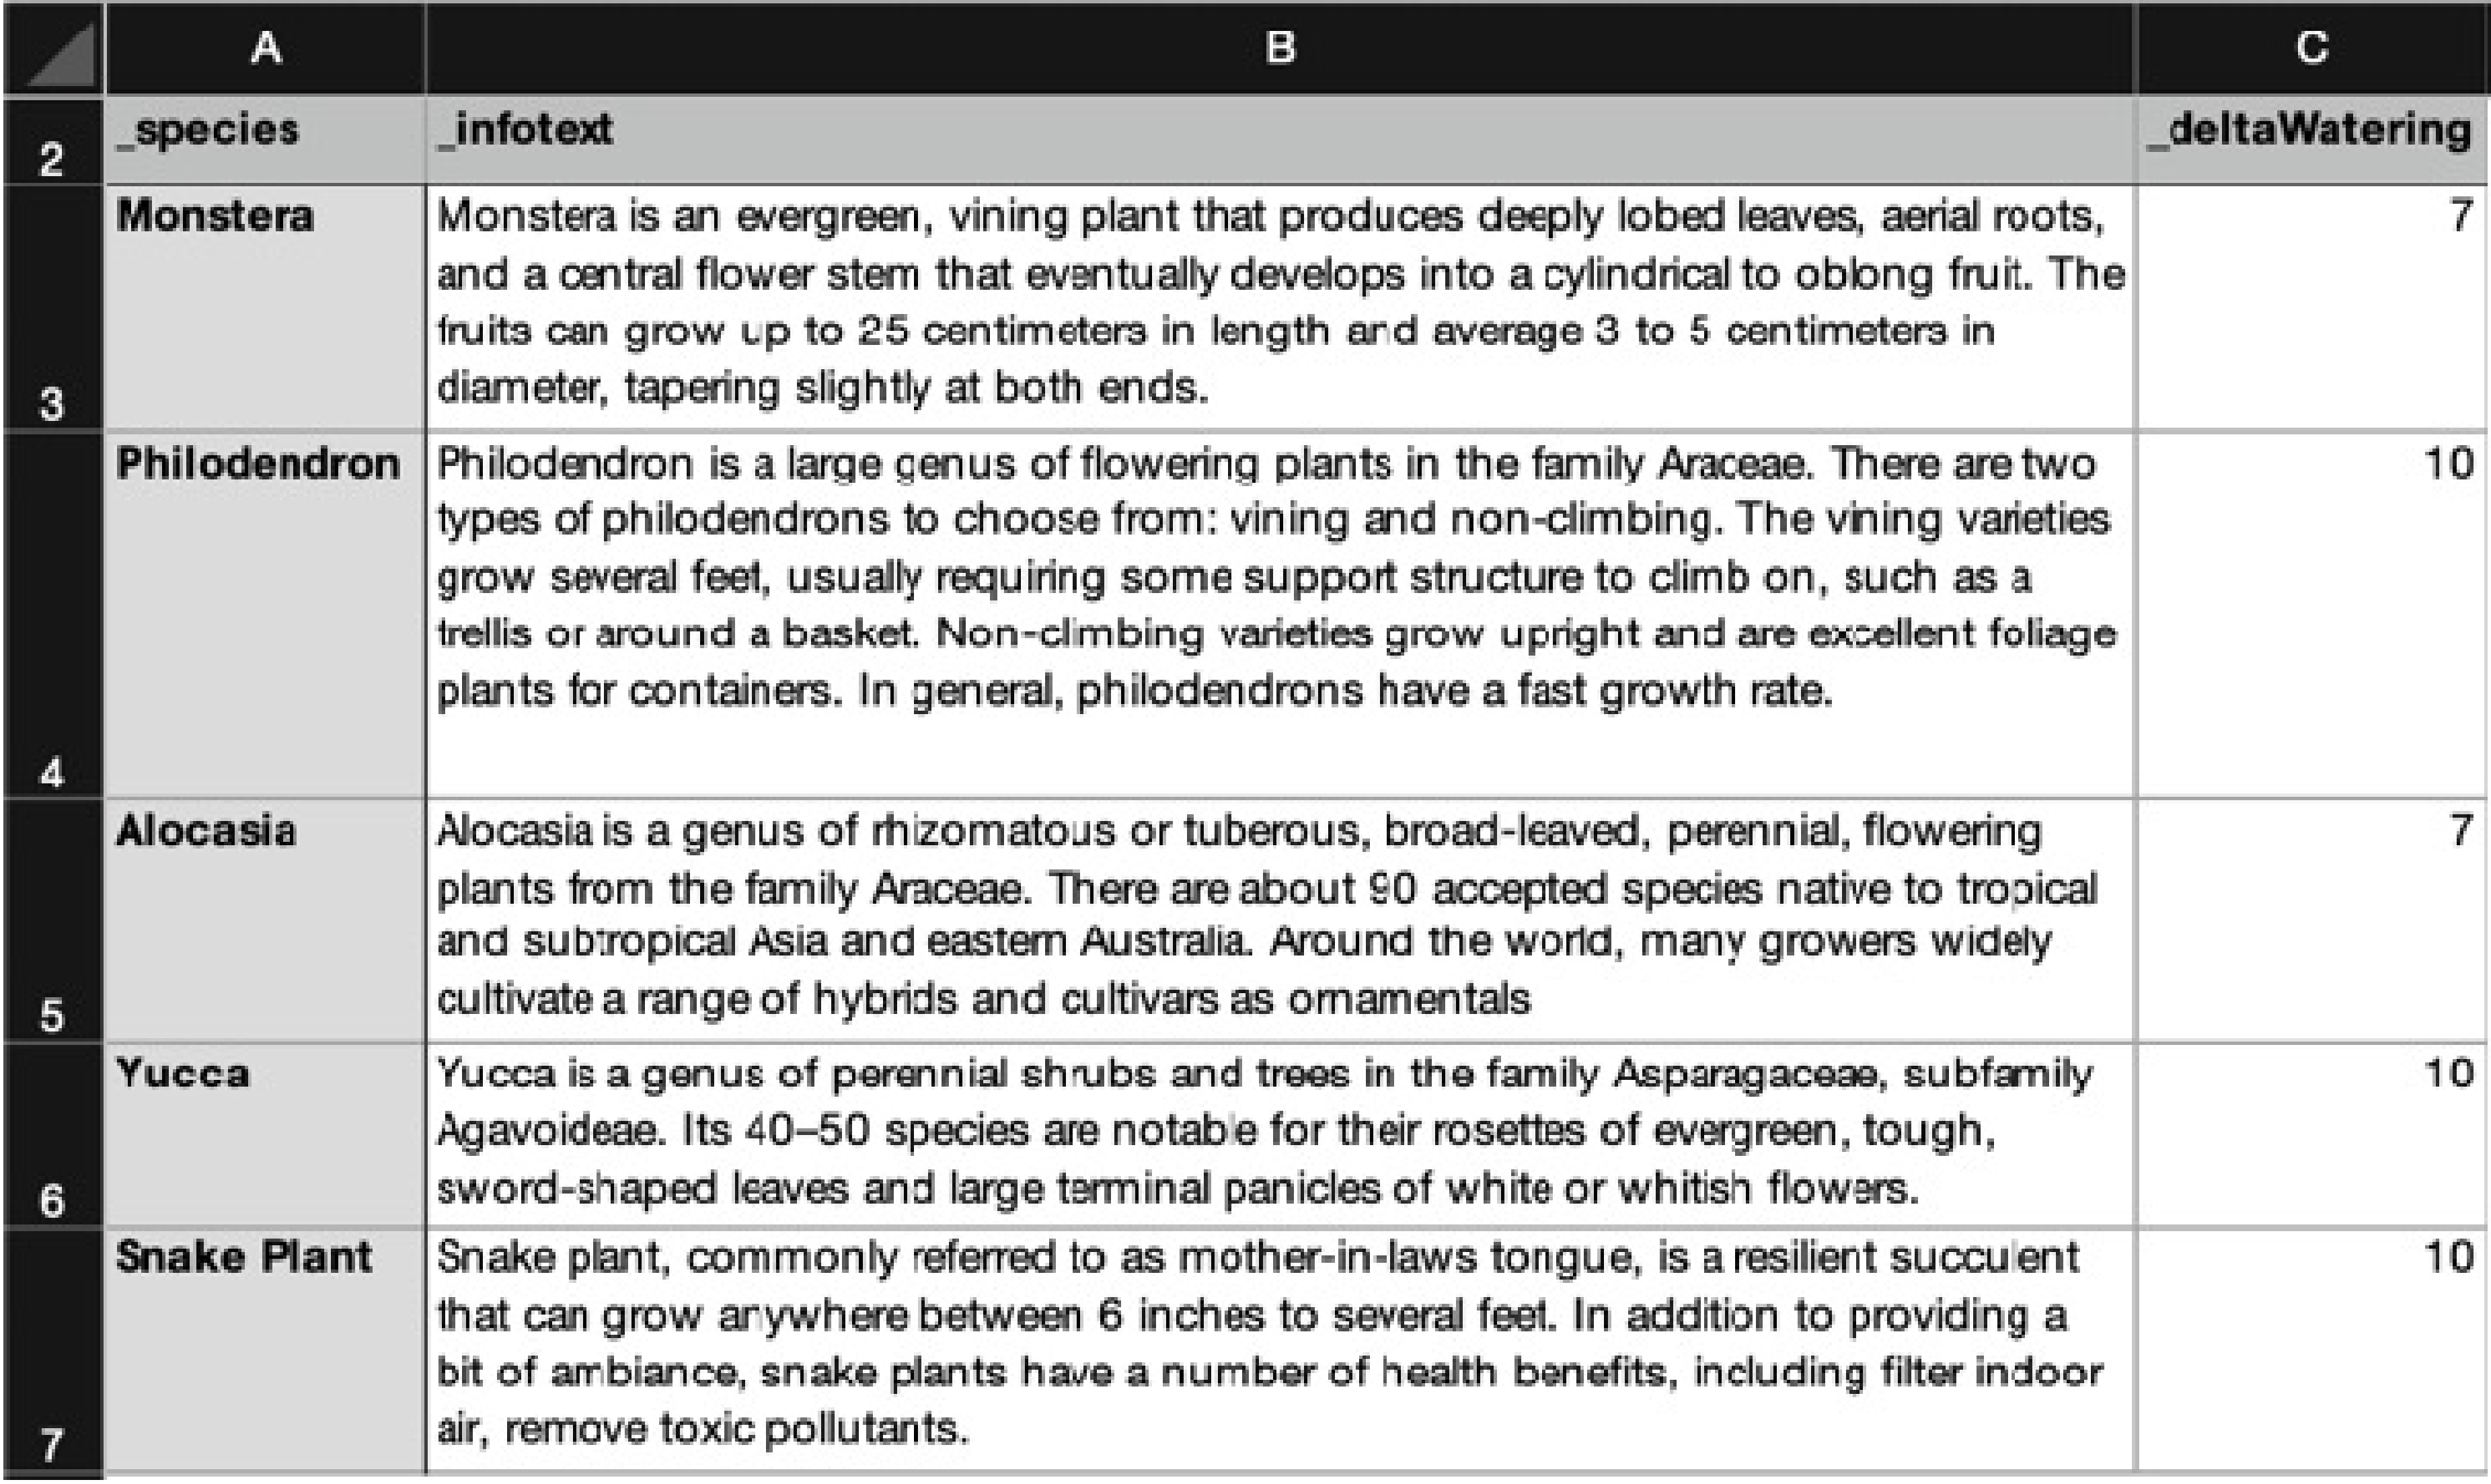 A B C
2 _species _infotext _deltaWatering
Monstera Monstera is an evergreen, vining plant that produces deeply lobed leaves, aerial roots, 7
and a central flower stem that eventually develops into a cylindrical to oblong fruit. The
fruits can grow up to 25 centimeters in length and average 3 to 5 centimeters in
3 diameter, tapering slightly at both ends.
Philodendron Philodendron is a large genus of flowering plants in the family Araceae. There are two 10
types of philodendrons to choose from: vining and non-climbing. The vining varieties
grow several feet, usually requiring some support structure to climb on, such as a
trellis or around a basket. Non-climbing varieties grow upright and are excellent foliage
plants for containers. In general, philodendrons have a fast growth rate.
4
Alocasia Alocasia is a genus of rhizomatous or tuberous, broad-leaved, perennial, flowering 7
plants from the family Araceae. There are about 90 accepted species native to tropical
and subtropical Asia and eastern Australia. Around the world, many growers widely
5 cultivate a range of hybrids and cultivars as ornamentals
Yucca Yucca is a genus of perennial shrubs and trees in the family Asparagaceae, subfamily 10
Agavoideae. Its 40–50 species are notable for their rosettes of evergreen, tough,
6 sword-shaped leaves and large terminal panicles of white or whitish flowers.
Snake Plant Snake plant, commonly referred to as mother-in-laws tongue, is a resilient succulent 10
that can grow anywhere between 6 inches to several feet. In addition to providing a
bit of ambiance, snake plants have a number of health benefits, including filter indoor
7 air, remove toxic pollutants.